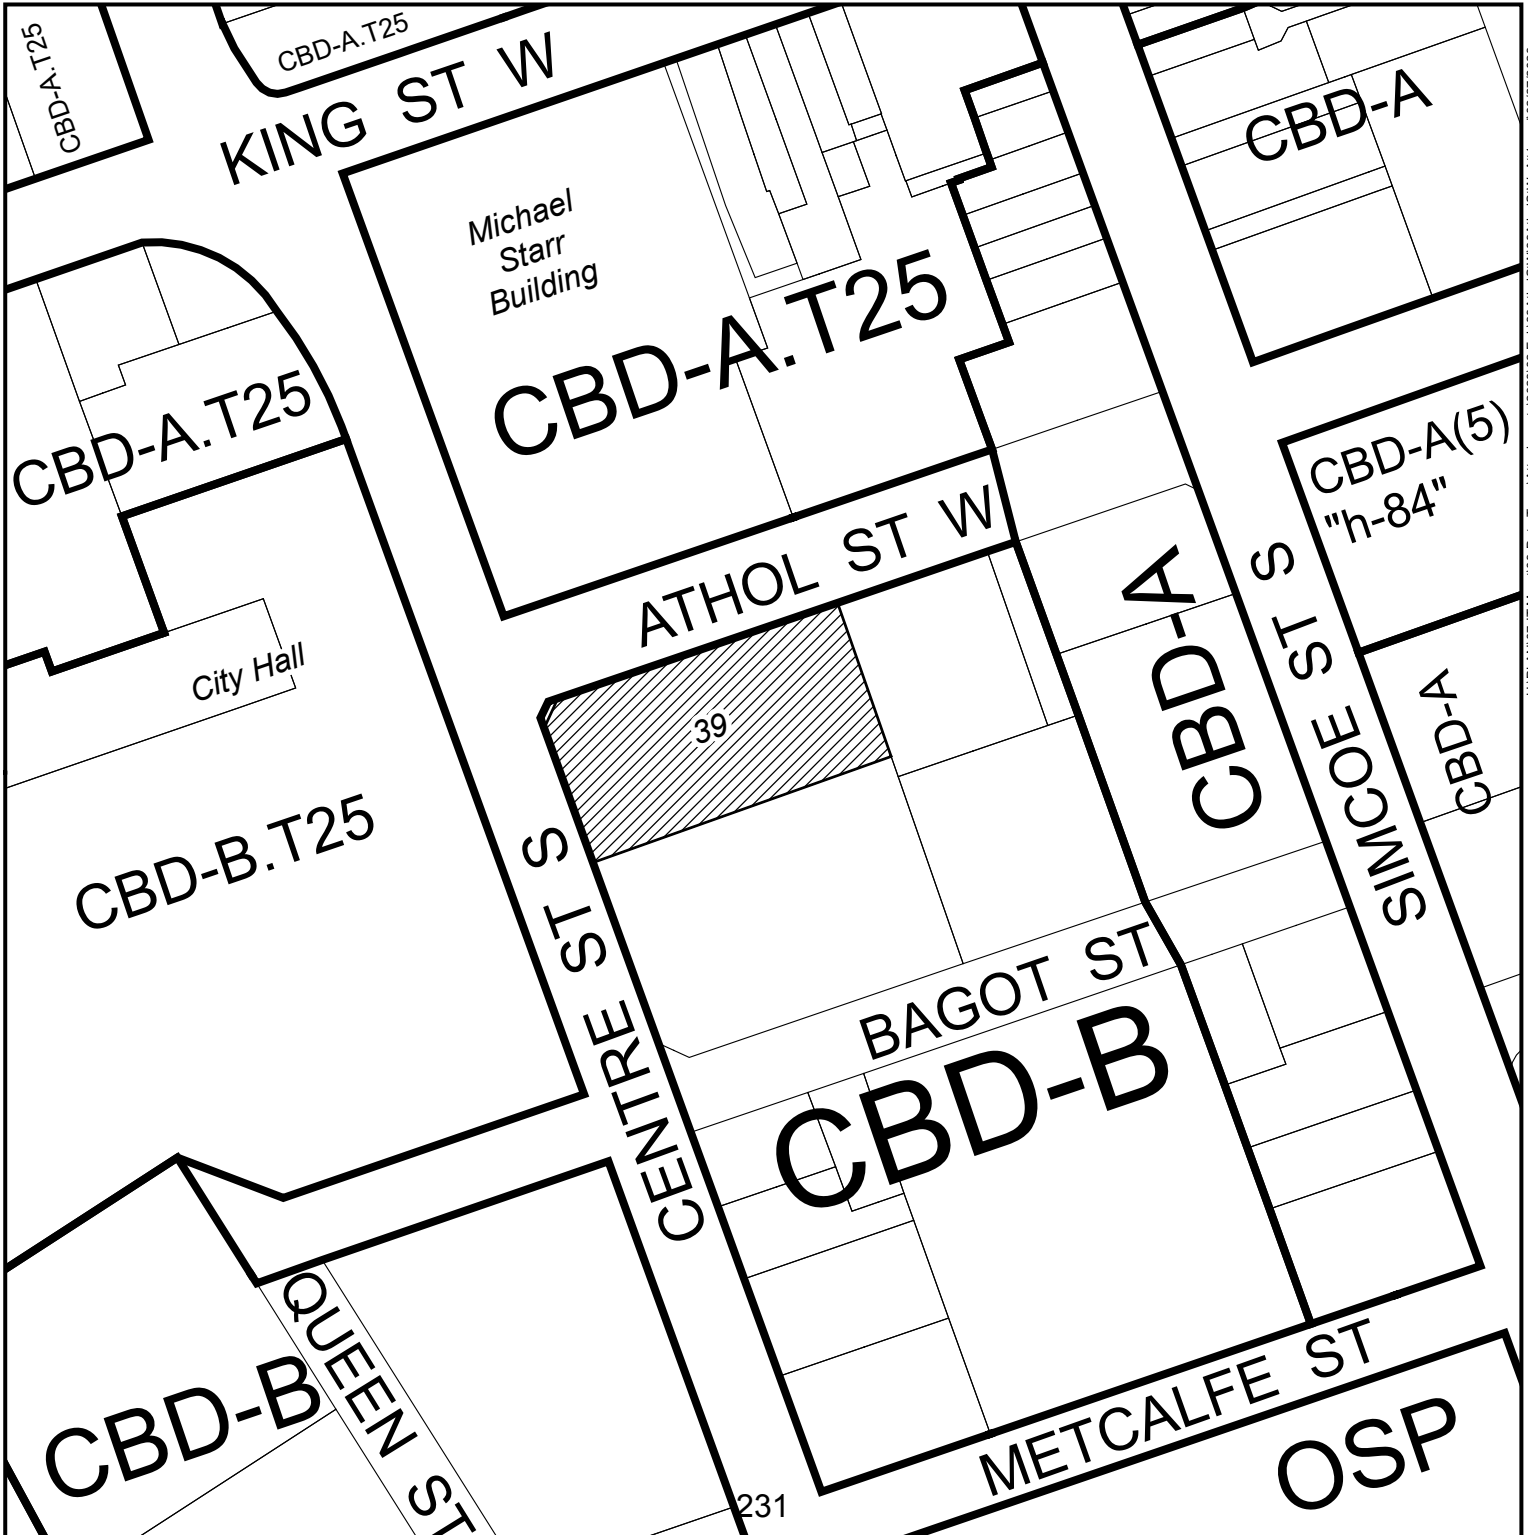 CBD-A.T25
CBD-A.T25
KING ST W
CBD-A
Michael
Starr
Building
CBD-A.T25
CBD-A.T25
CBD-A(5)
"h-84"
ATHOL ST W
City Hall
39
CBD-A
SIMCOE ST S
CBD-A
CBD-B.T25
CENTRE ST S
BAGOT ST
CBD-B
QUEEN ST
CBD-B
METCALFE ST
OSP
231